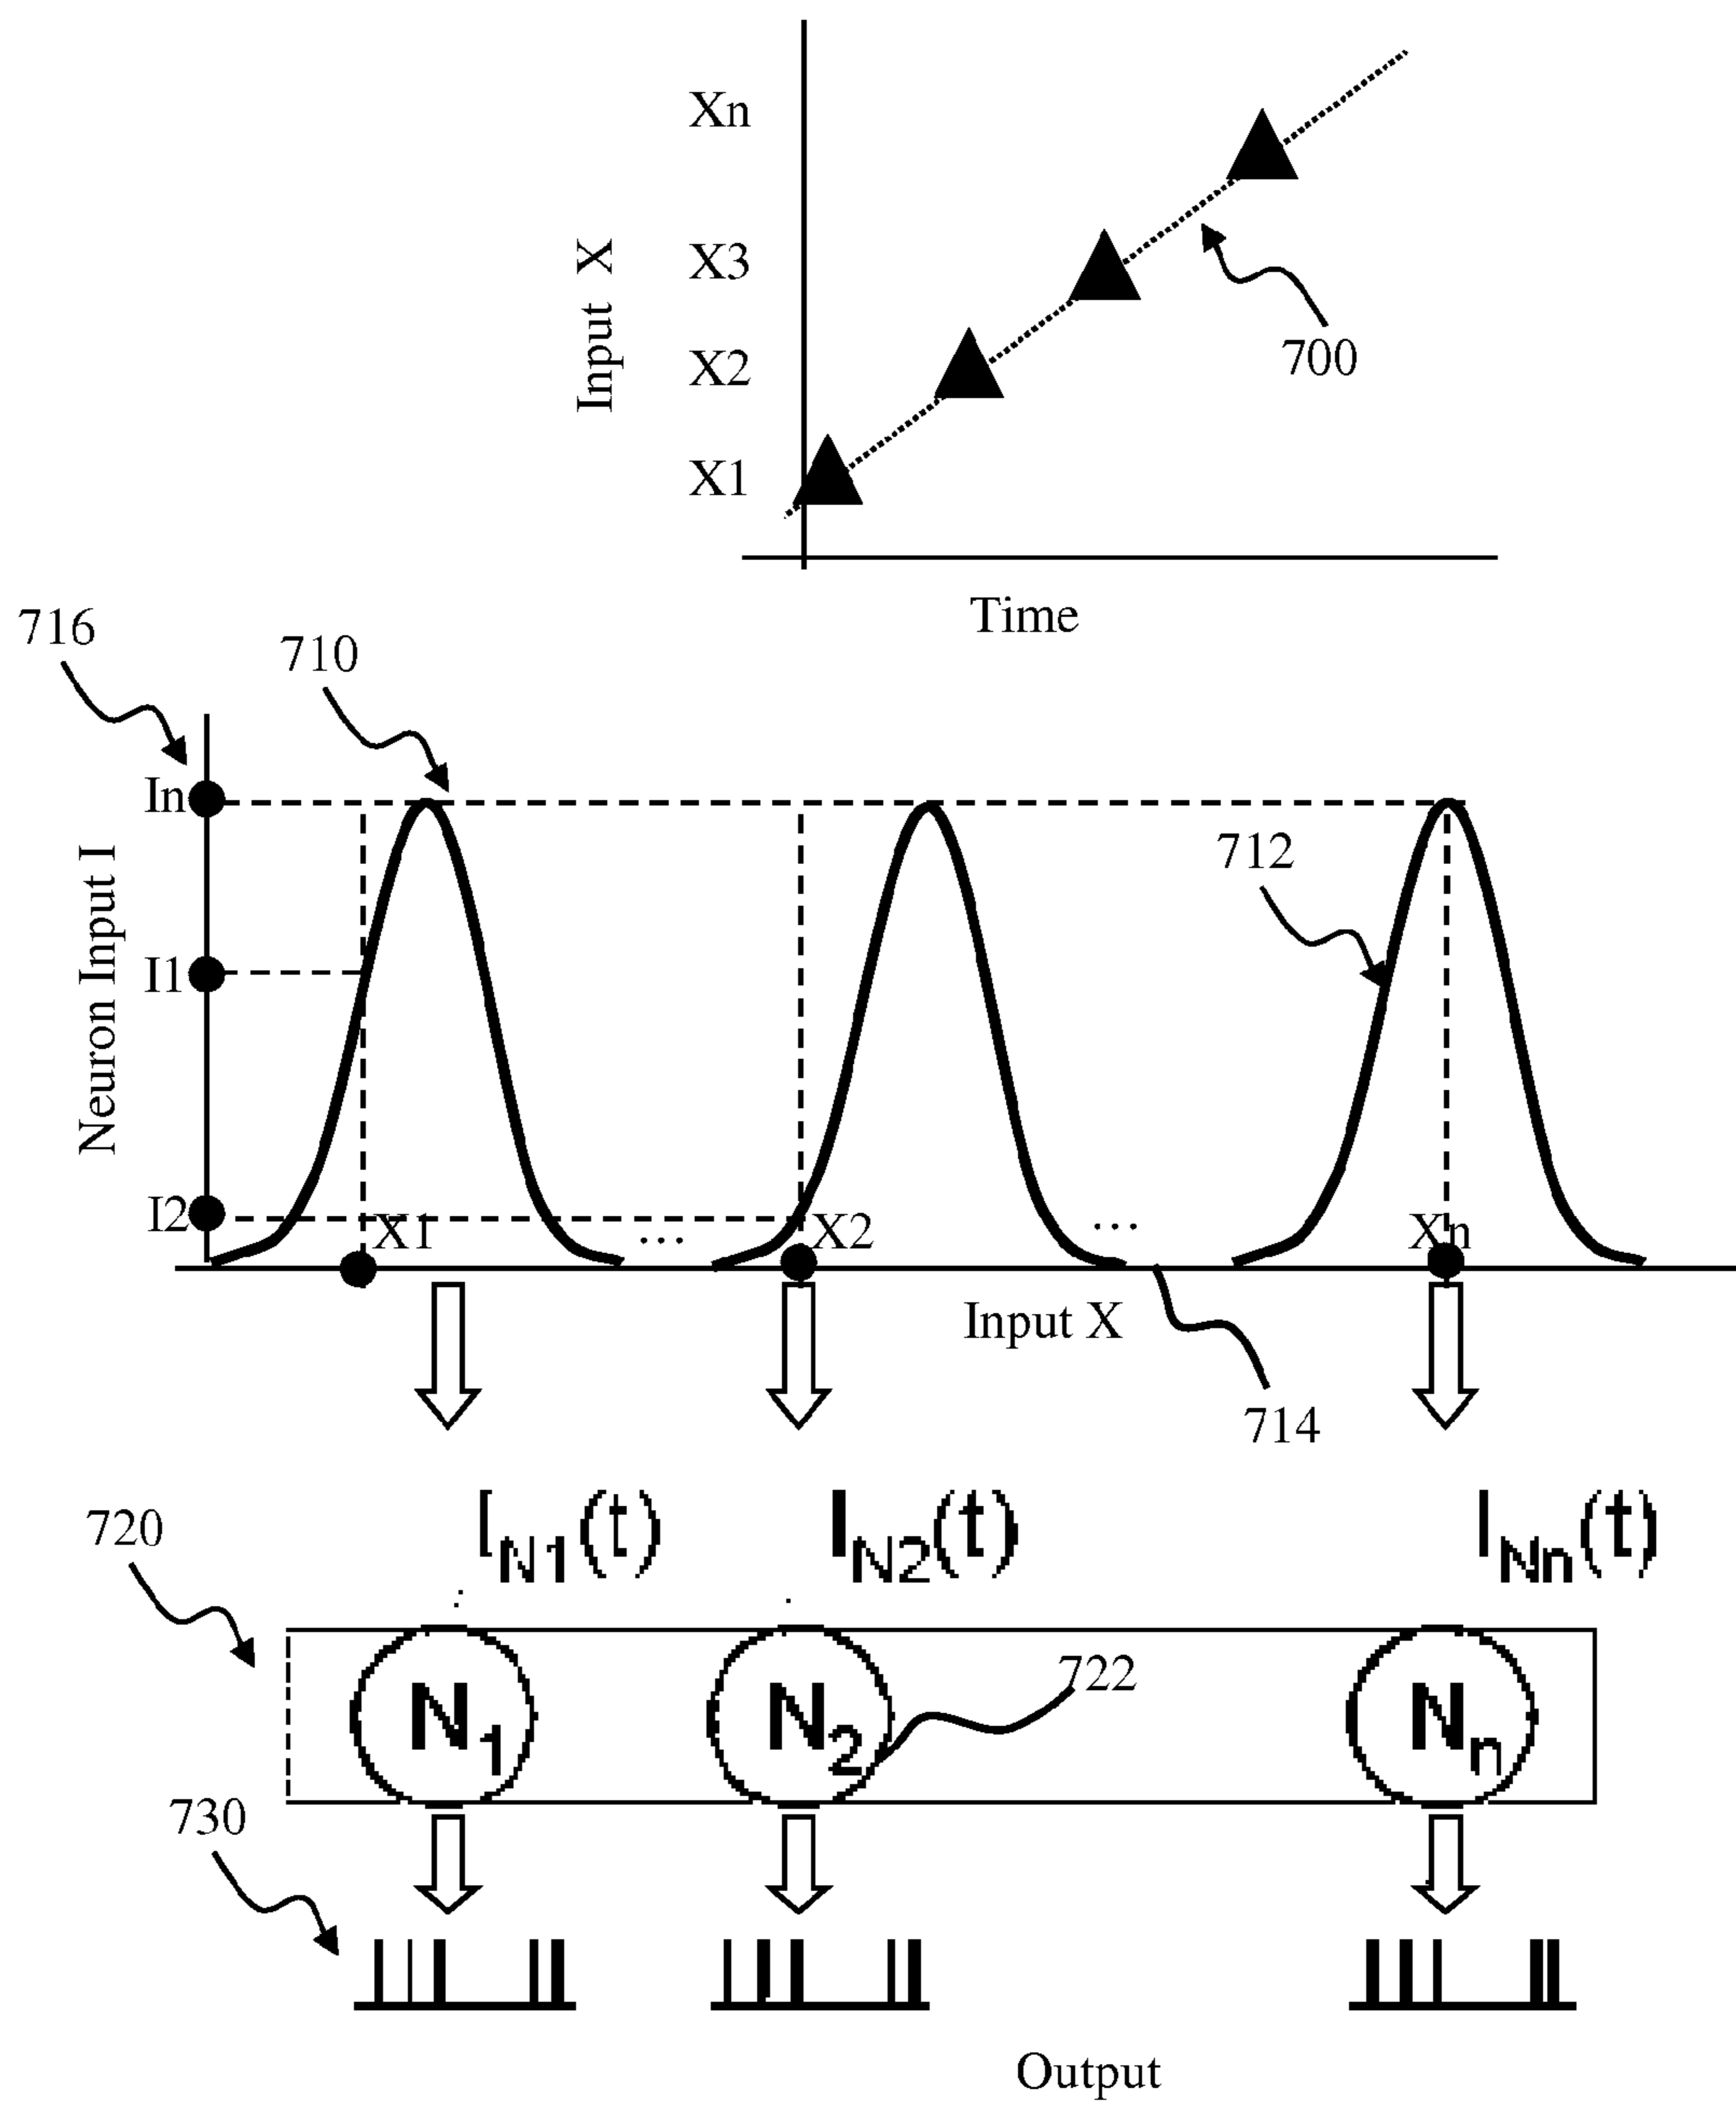 Xn
X3
X2
X1
Input X
700
Time
716
710
In
I1
I2
Neuron Input I
712
X1
...
X2
...
Xn
Input X
714
720
I_N1(t)
I_N2(t)
I_Nn(t)
N1
N2
Nn
722
730
Output